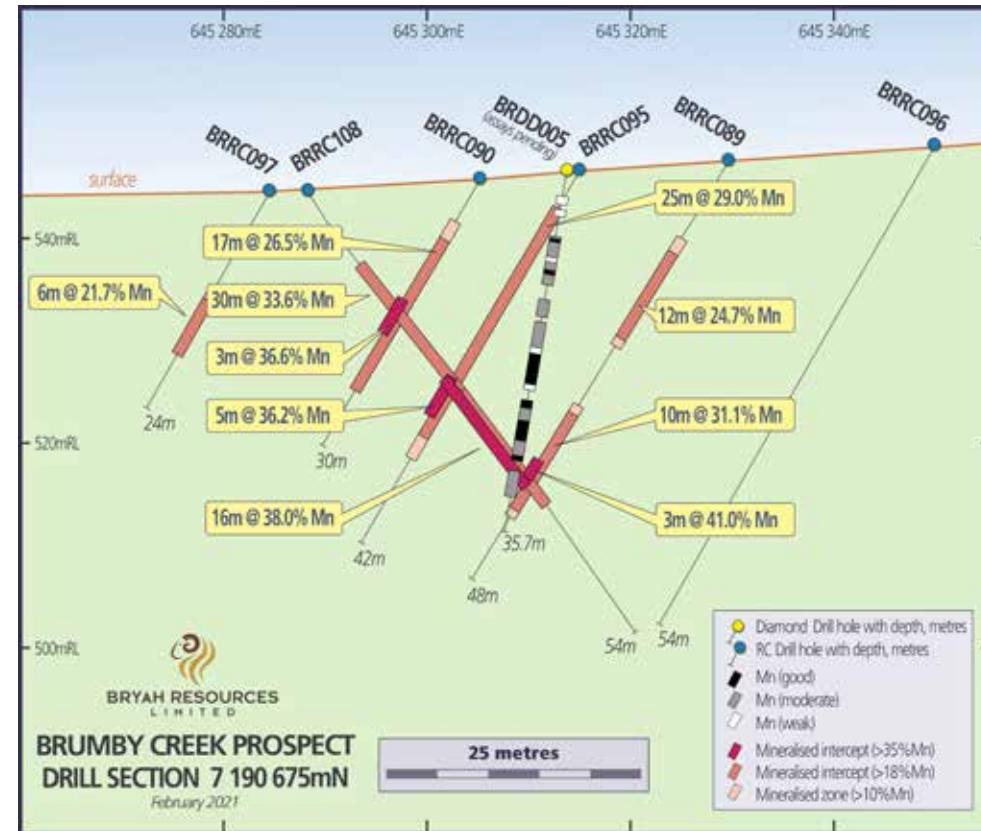 645 280mE
645 300mE
645 320mE
645 340mE
BRRC097
BRRC108
BRRC090
BRDD005
(assays pending)
BRRC095
BRRC089
BRRC096
surface
540mRL
520mRL
500mRL
17m @ 26.5% Mn
25m @ 29.0% Mn
6m @ 21.7% Mn
30m @ 33.6% Mn
12m @ 24.7% Mn
3m @ 36.6% Mn
5m @ 36.2% Mn
10m @ 31.1% Mn
16m @ 38.0% Mn
3m @ 41.0% Mn
24m
30m
42m
35.7m
48m
54m
54m
Diamond Drill hole with depth, metres
RC Drill hole with depth, metres
Mn (good)
Mn (moderate)
Mn (weak)
Mineralised intercept (>35%Mn)
Mineralised intercept (>18%Mn)
Mineralised zone (>10%Mn)
BRYAH RESOURCES
LIMITED
BRUMBY CREEK PROSPECT
DRILL SECTION 7 190 675mN
February 2021
25 metres